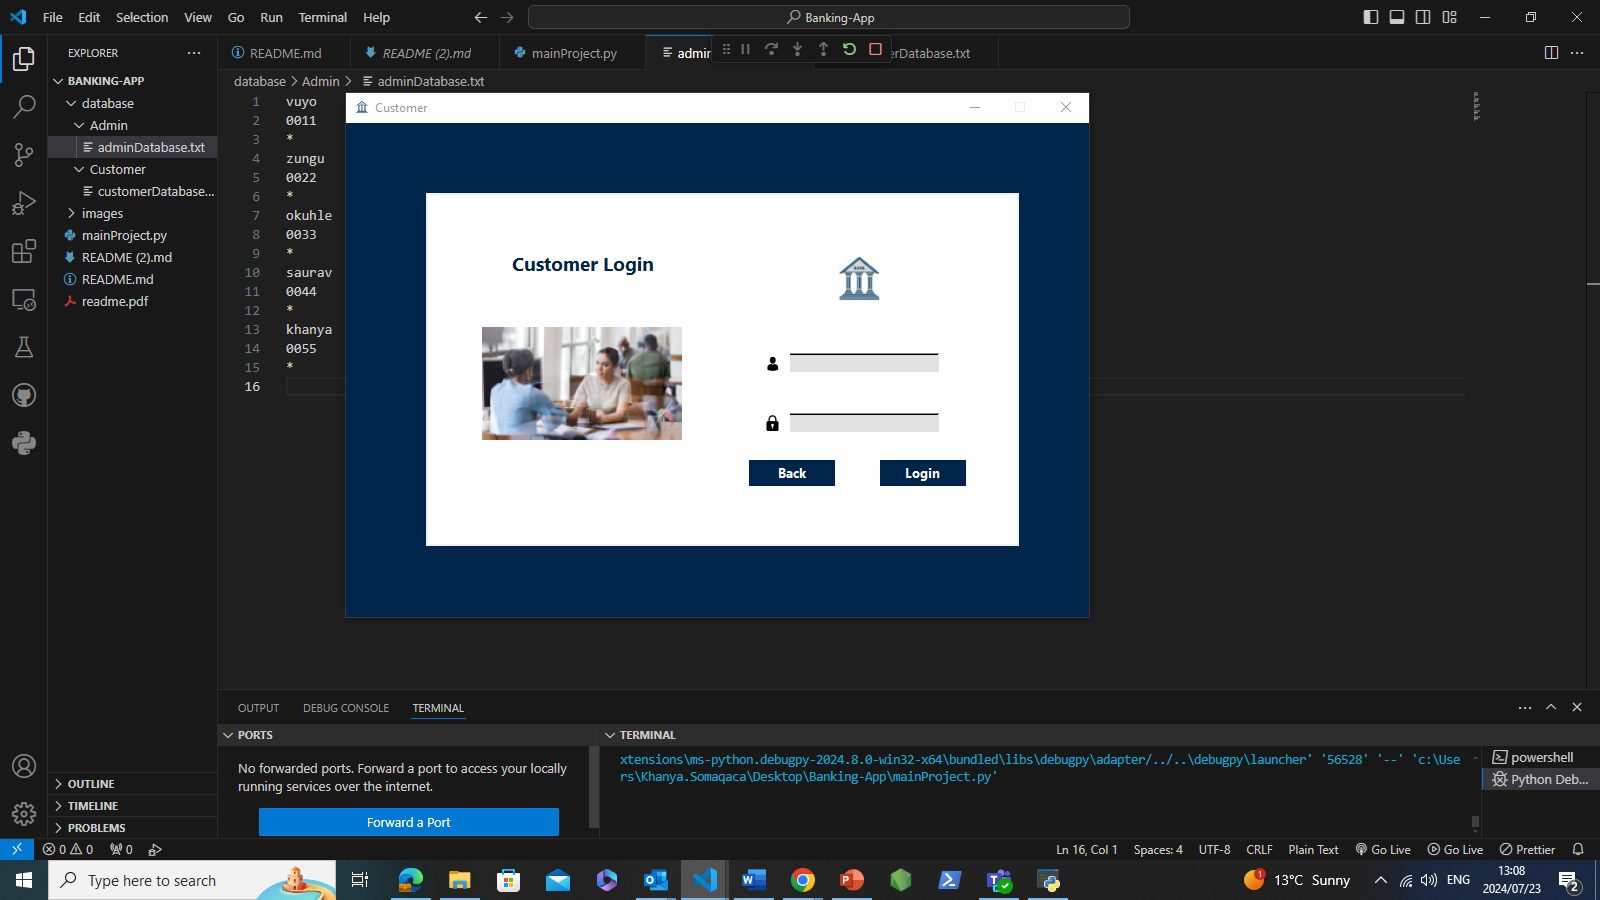 File Edit Selection View Go Run Terminal Help
Banking-App
EXPLORER
README.md
README (2).md
mainProject.py
admin
erDatabase.txt
BANKING-APP
database
Admin
adminDatabase.txt
Customer
customerDatabase...
images
mainProject.py
README (2).md
README.md
readme.pdf
OUTLINE
TIMELINE
PROBLEMS
database > Admin > adminDatabase.txt
1 vuyo
2 0011
3 *
4 zungu
5 0022
6 *
7 okuhle
8 0033
9 *
10 saurav
11 0044
12 *
13 khanya
14 0055
15 *
16
Customer
Customer Login
BANK
Back
Login
OUTPUT DEBUG CONSOLE TERMINAL
PORTS
No forwarded ports. Forward a port to access your locally
running services over the internet.
Forward a Port
TERMINAL
xtensions\ms-python.debugpy-2024.8.0-win32-x64\bundled\libs\debugpy\adapter/../..\debugpy\launcher' '56528' '--' 'c:\Use
rs\Khanya.Somaqaca\Desktop\Banking-App\mainProject.py'
powershell
Python Deb...
0 0 0
Ln 16, Col 1 Spaces: 4 UTF-8 CRLF Plain Text Go Live Go Live Prettier
Type here to search
1
13°C Sunny
ENG
13:08
2024/07/23
2